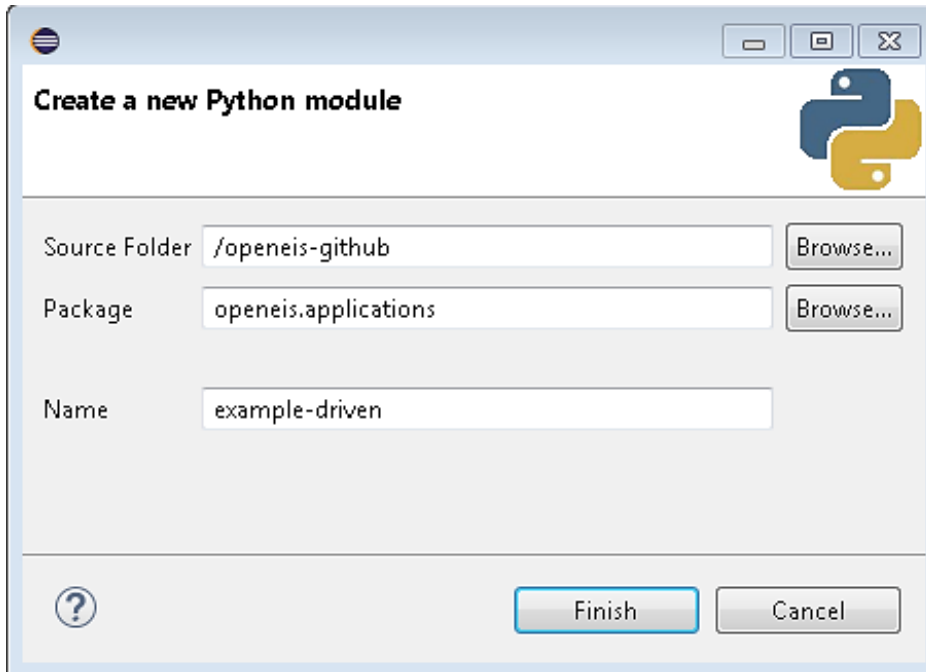 Create a new Python module
Source Folder /openeis-github Browse...
Package openeis.applications Browse...
Name example-driven
? Finish Cancel